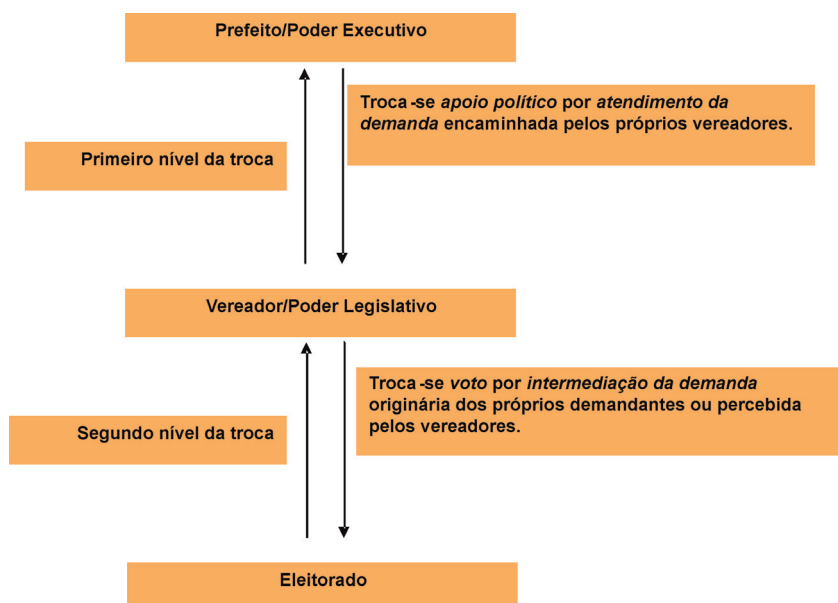 Prefeito/Poder Executivo
Troca-se apoio político por atendimento da
demanda encaminhada pelos próprios vereadores.
Primeiro nível da troca
Vereador/Poder Legislativo
Troca-se voto por intermediação da demanda
originária dos próprios demandantes ou percebida
pelos vereadores.
Segundo nível da troca
Eleitorado